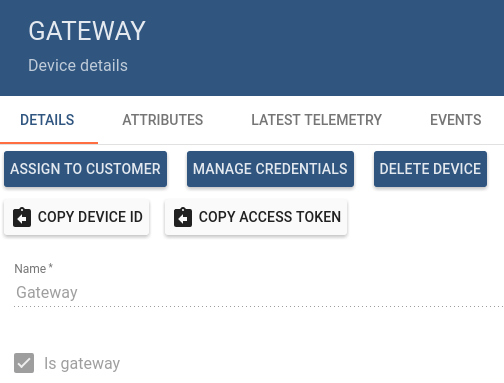 GATEWAY
Device details
DETAILS ATTRIBUTES LATEST TELEMETRY EVENTS
ASSIGN TO CUSTOMER MANAGE CREDENTIALS DELETE DEVICE
COPY DEVICE ID COPY ACCESS TOKEN
Name *
Gateway
Is gateway